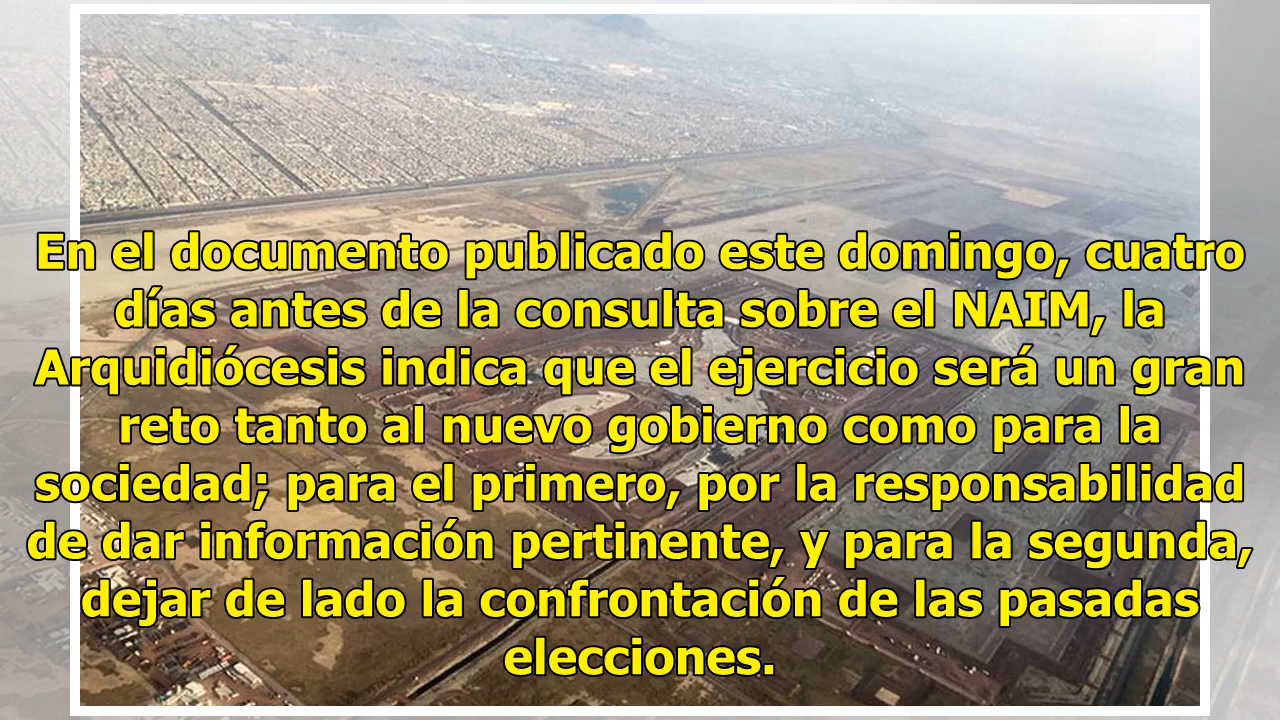 En el documento publicado este domingo, cuatro
días antes de la consulta sobre el NAIM, la
Arquidiócesis indica que el ejercicio será un gran
reto tanto al nuevo gobierno como para la
sociedad; para el primero, por la responsabilidad
de dar información pertinente, y para la segunda,
dejar de lado la confrontación de las pasadas
elecciones.